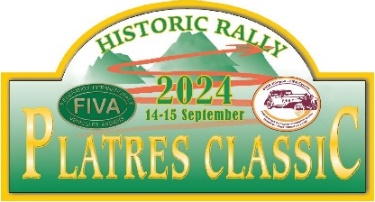 HISTORIC RALLY
2024
FIVA
14-15 September
PLATRES CLASSIC